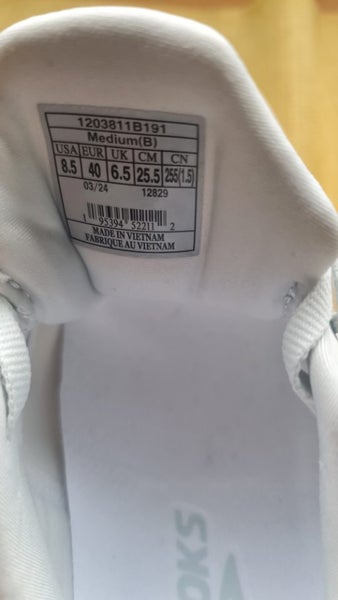 1203811B191
Medium(B)
USA EUR UK CM CN
8.5 40 6.5 25.5 255(1.5)
03/24 12829
1 95394 52211 2
MADE IN VIETNAM
FABRIQUE AU VIETNAM
OKS